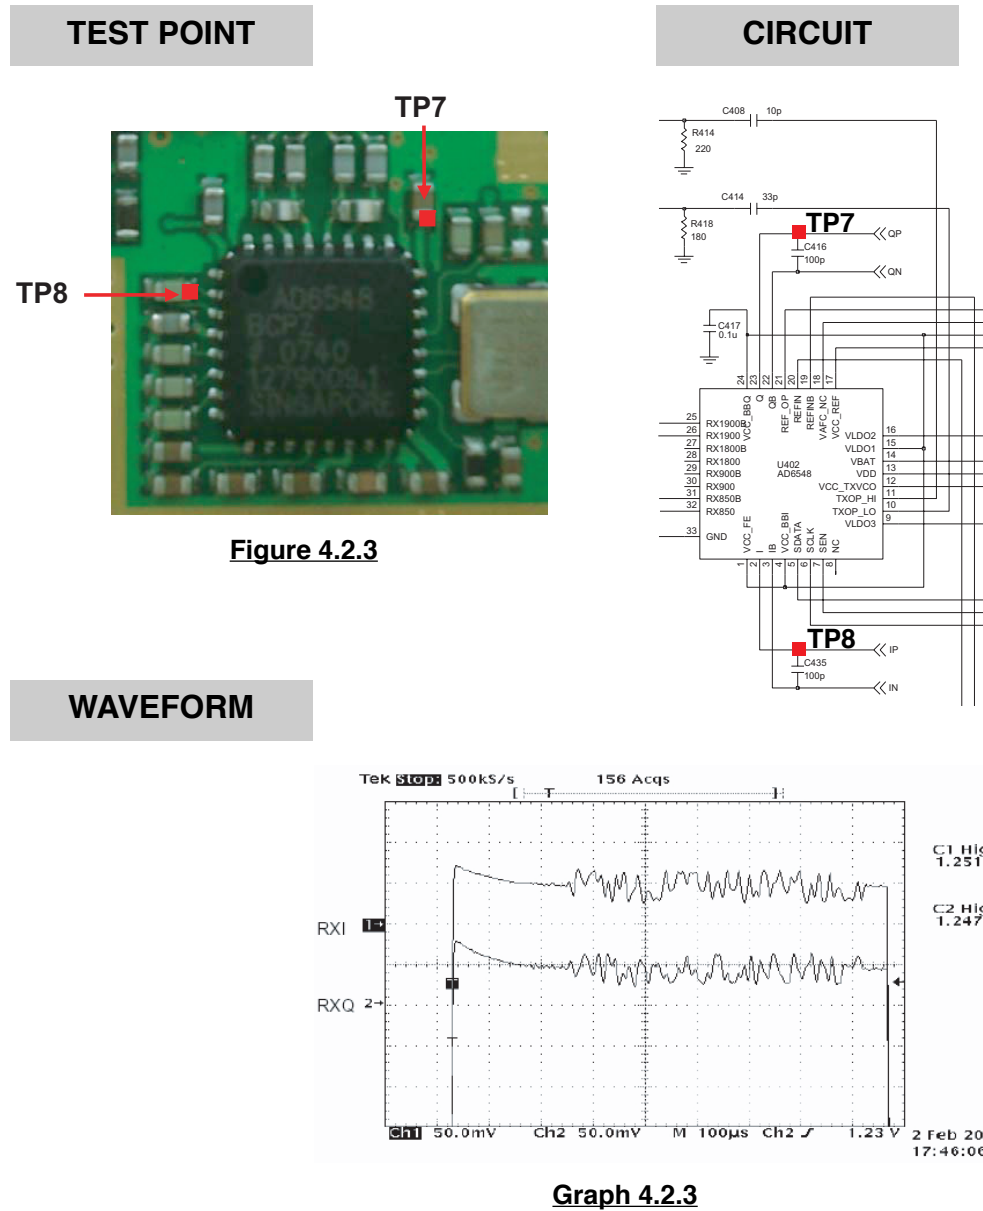 TEST POINT
CIRCUIT
TP7
TP8
AD6548
BCPZ
0740
Figure 4.2.3
C408 10p
R414
220
C414 33p
R418
180
TP7
QP
C416
100p
QN
C417
0.1u
24 23 22 21 20 19 18 17
VCC_BBQ
Q
QB
REF_OP
REFIN
REFINB
VAFC_NC
VCC_REF
25 RX1900B
26 RX1900
27 RX1800B
28 RX1800
29 RX900B
30 RX900
31 RX850B
32 RX850
33 GND
U402
AD6548
VLDO2 16
VLDO1 15
VBAT 14
VDD 13
VCC_TXVCO 12
TXOP_HI 11
TXOP_LO 10
VLDO3 9
VCC_FE
I
IB
VCC_BBI
SDATA
SCLK
SEN
NC
1 2 3 4 5 6 7 8
TP8
IP
C435
100p
IN
WAVEFORM
Tek Stop: 500kS/s 156 Acqs
[ T ]
C1 Hig
1.251
C2 Hig
1.247
RXI 1→
T
RXQ 2→
Ch1 50.0mV Ch2 50.0mV M 100µs Ch2 1.23 V
2 Feb 20
17:46:06
Graph 4.2.3